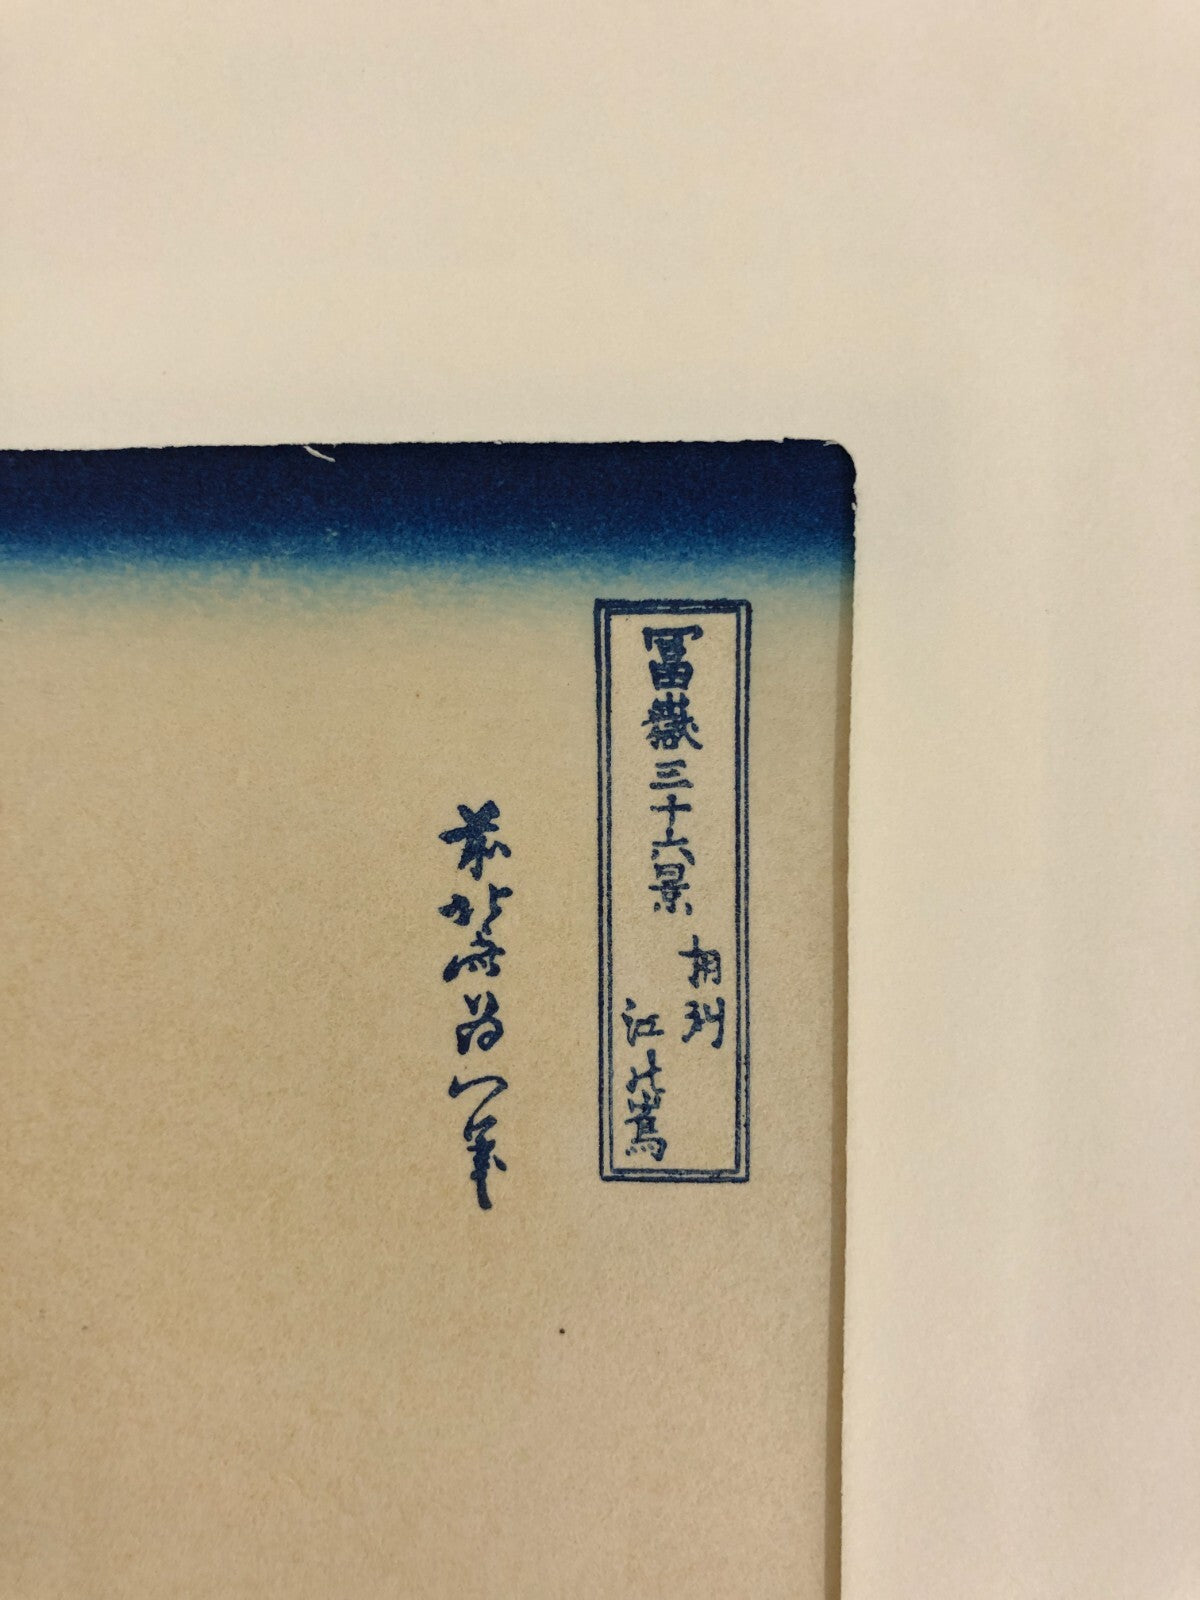 冨嶽三十六景
相州
江の嶌
前北斎為一筆